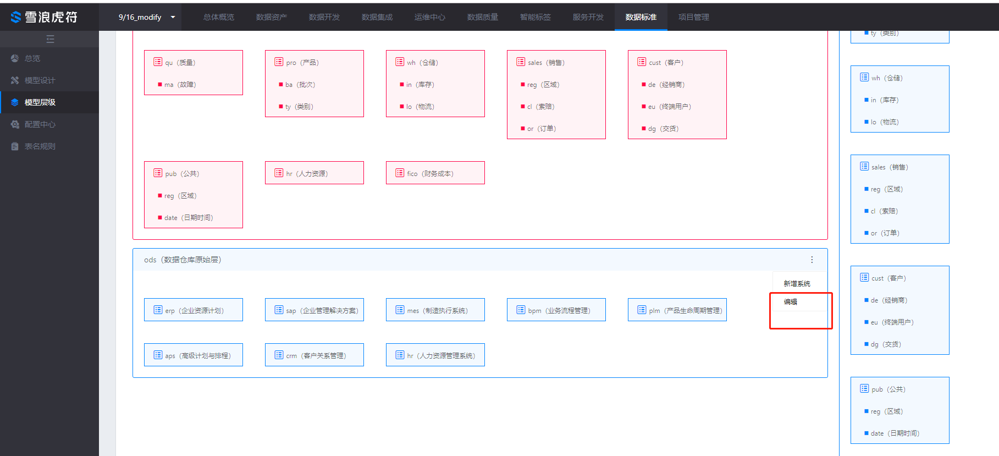 雪浪虎符
9/16_modify
总体概览
数据资产
数据开发
数据集成
运维中心
数据质量
智能标签
服务开发
数据标准
项目管理
总览
模型设计
模型层级
配置中心
表名规则
qu（质量）
ma（故障）
pro（产品）
ba（批次）
ty（类别）
wh（仓储）
in（库存）
lo（物流）
sales（销售）
reg（区域）
cl（索赔）
or（订单）
cust（客户）
de（经销商）
eu（终端用户）
dg（交货）
pub（公共）
reg（区域）
date（日期时间）
hr（人力资源）
fico（财务成本）
ods（数据仓库原始层）
新增系统
编辑
erp（企业资源计划）
sap（企业管理解决方案）
mes（制造执行系统）
bpm（业务流程管理）
plm（产品生命周期管理）
aps（高级计划与排程）
crm（客户关系管理）
hr（人力资源管理系统）
ty（类别）
wh（仓储）
in（库存）
lo（物流）
sales（销售）
reg（区域）
cl（索赔）
or（订单）
cust（客户）
de（经销商）
eu（终端用户）
dg（交货）
pub（公共）
reg（区域）
date（日期时间）